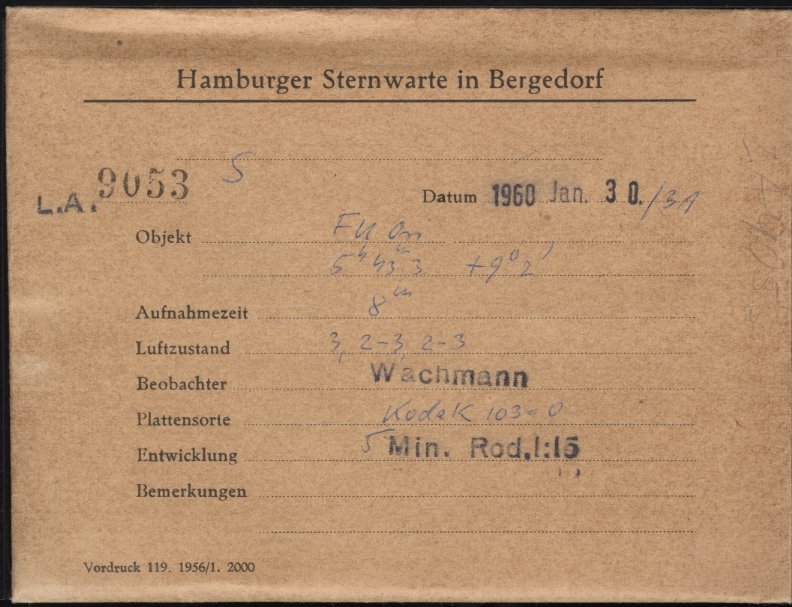 Hamburger Sternwarte in Bergedorf
L.A. 9053 S
Datum 1960 Jan. 30./31
Objekt FU Ori
5h 43m 3 +9° 2'
Aufnahmezeit 8m
Luftzustand 3, 2-3, 2-3
Beobachter Wachmann
Plattensorte Kodak 103a-O
Entwicklung 5 Min. Rod. 1:15
Bemerkungen
Vordruck 119. 1956/1. 2000